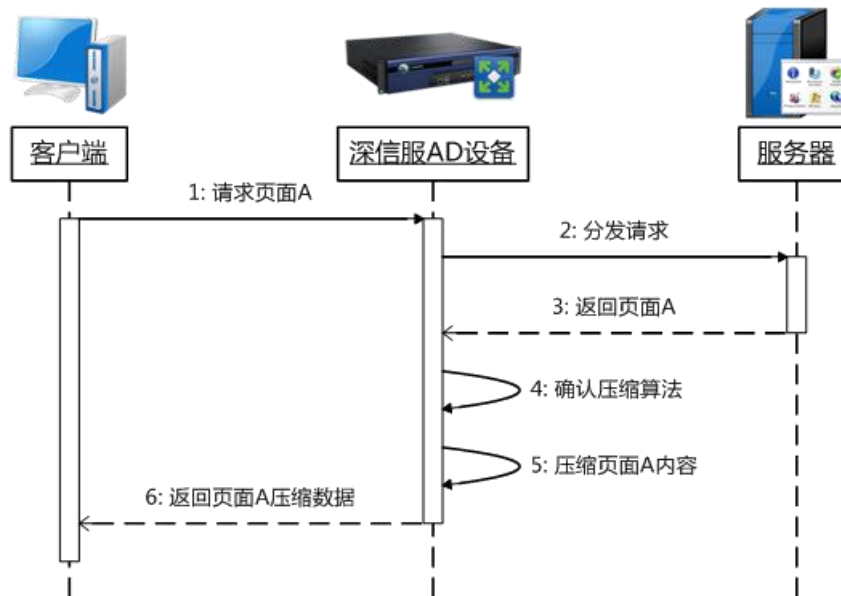 客户端
深信服AD设备
服务器
1: 请求页面A
2: 分发请求
3: 返回页面A
4: 确认压缩算法
5: 压缩页面A内容
6: 返回页面A压缩数据